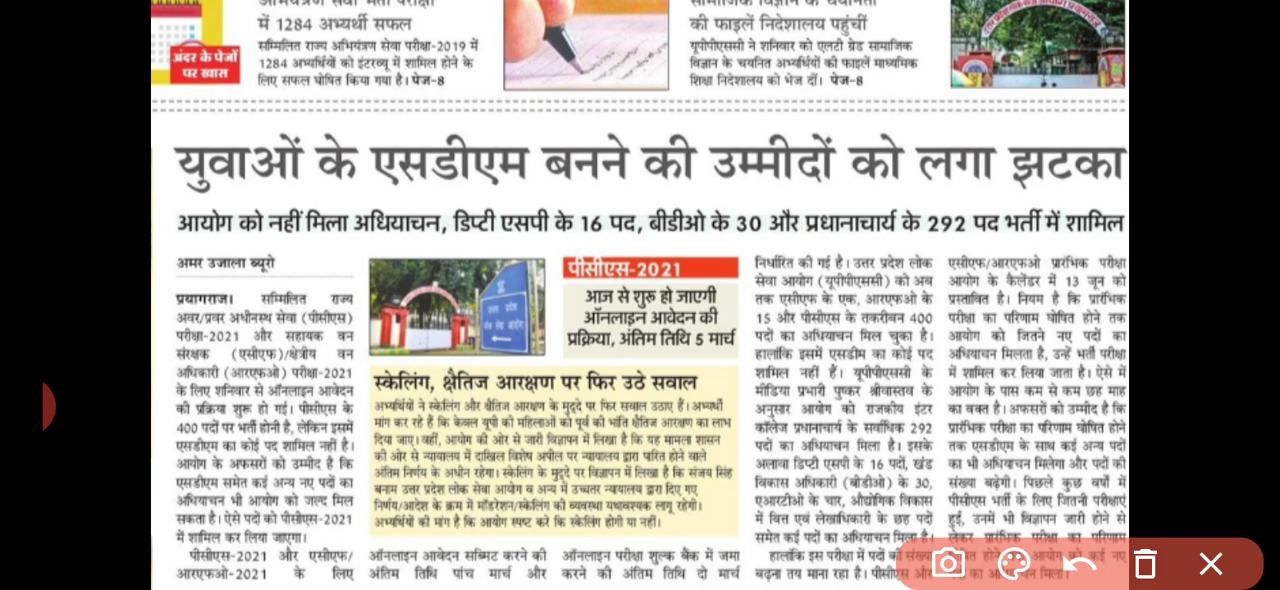 में 1284 अभ्यर्थी सफल
सम्मिलित राज्य अभियंत्रण सेवा परीक्षा-2019 में
1284 अभ्यर्थियों को इंटरव्यू में शामिल होने के
लिए सफल घोषित किया गया है। पेज-8
अंदर के पेजों
पर खास
की फाइलें निदेशालय पहुंचीं
यूपीपीएससी ने शनिवार को एलटी ग्रेड सामाजिक
विज्ञान के चयनित अभ्यर्थियों की फाइलें माध्यमिक
शिक्षा निदेशालय को भेज दीं। पेज-8
युवाओं के एसडीएम बनने की उम्मीदों को लगा झटका
आयोग को नहीं मिला अधियाचन, डिप्टी एसपी के 16 पद, बीडीओ के 30 और प्रधानाचार्य के 292 पद भर्ती में शामिल
अमर उजाला ब्यूरो
प्रयागराज। सम्मिलित राज्य
अवर/प्रवर अधीनस्थ सेवा (पीसीएस)
परीक्षा-2021 और सहायक वन
संरक्षक (एसीएफ)/क्षेत्रीय वन
अधिकारी (आरएफओ) परीक्षा-2021
के लिए शनिवार से ऑनलाइन आवेदन
की प्रक्रिया शुरू हो गई। पीसीएस के
400 पदों पर भर्ती होनी है, लेकिन इसमें
एसडीएम का कोई पद शामिल नहीं है।
आयोग के अफसरों को उम्मीद है कि
एसडीएम समेत कई अन्य नए पदों का
अधियाचन भी आयोग को जल्द मिल
सकता है। ऐसे पदों को पीसीएस-2021
में शामिल कर लिया जाएगा।
पीसीएस-2021 और एसीएफ/
आरएफओ-2021 के लिए
पीसीएस-2021
आज से शुरू हो जाएगी
ऑनलाइन आवेदन की
प्रक्रिया, अंतिम तिथि 5 मार्च
स्केलिंग, क्षैतिज आरक्षण पर फिर उठे सवाल
अभ्यर्थियों ने स्केलिंग और क्षैतिज आरक्षण के मुद्दे पर फिर सवाल उठाए हैं। अभ्यर्थी
मांग कर रहे हैं कि केवल यूपी की महिलाओं को पूर्व की भांति क्षैतिज आरक्षण का लाभ
दिया जाए। वहीं, आयोग की ओर से जारी विज्ञापन में लिखा है कि यह मामला शासन
की ओर से न्यायालय में दाखिल विशेष अपील पर न्यायालय द्वारा पारित होने वाले
अंतिम निर्णय के अधीन रहेगा। स्केलिंग के मुद्दे पर विज्ञापन में लिखा है कि संजय सिंह
बनाम उत्तर प्रदेश लोक सेवा आयोग व अन्य में उच्चतर न्यायालय द्वारा दिए गए
निर्णय/आदेश के क्रम में मॉडरेशन/स्केलिंग की व्यवस्था यथावश्यक लागू रहेगी।
अभ्यर्थियों की मांग है कि आयोग स्पष्ट करे कि स्केलिंग होगी या नहीं।
ऑनलाइन आवेदन सब्मिट करने की
अंतिम तिथि पांच मार्च और
ऑनलाइन परीक्षा शुल्क बैंक में जमा
करने की अंतिम तिथि दो मार्च
निर्धारित की गई है। उत्तर प्रदेश लोक
सेवा आयोग (यूपीपीएससी) को अब
तक एसीएफ के एक, आरएफओ के
15 और पीसीएस के तकरीबन 400
पदों का अधियाचन मिल चुका है।
हालांकि इसमें एसडीम का कोई पद
शामिल नहीं हैं। यूपीपीएससी के
मीडिया प्रभारी पुष्कर श्रीवास्तव के
अनुसार आयोग को राजकीय इंटर
कॉलेज प्रधानाचार्य के सर्वाधिक 292
पदों का अधियाचन मिला है। इसके
अलावा डिप्टी एसपी के 16 पदों, खंड
विकास अधिकारी (बीडीओ) के 30,
एआरटीओ के चार, औद्योगिक विकास
में वित्त एवं लेखाधिकारी के छह पदों
समेत कई पदों का अधियाचन मिला है।
हालांकि इस परीक्षा में पदों की संख्या
बढ़ना तय माना रहा है। पीसीएस और
एसीएफ/आरएफओ प्रारंभिक परीक्षा
आयोग के कैलेंडर में 13 जून को
प्रस्तावित है। नियम है कि प्रारंभिक
परीक्षा का परिणाम घोषित होने तक
आयोग को जितने नए पदों का
अधियाचन मिलता है, उन्हें भर्ती परीक्षा
में शामिल कर लिया जाता है। ऐसे में
आयोग के पास कम से कम छह माह
का वक्त है। अफसरों को उम्मीद है कि
प्रारंभिक परीक्षा का परिणाम घोषित होने
तक एसडीएम के साथ कई अन्य पदों
का भी अधियाचन मिलेगा और पदों की
संख्या बढ़ेगी। पिछले कुछ वर्षों में
पीसीएस भर्ती के लिए जितनी परीक्षाएं
हुईं, उनमें भी विज्ञापन जारी होने से
लेकर प्रारंभिक परीक्षा का परिणाम
होने आयोग को कई नए
का मिला।